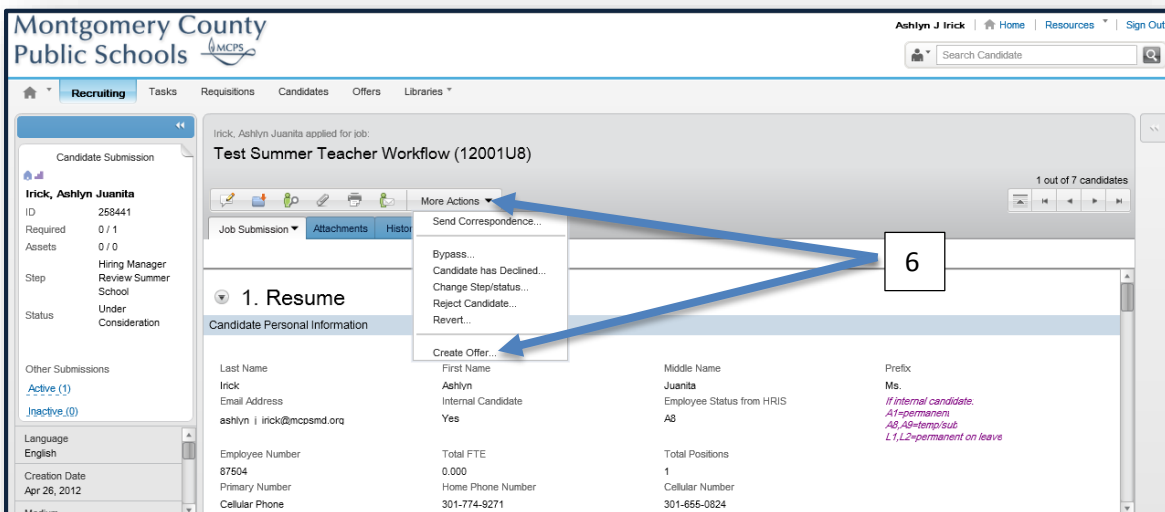 Montgomery County
Public Schools MCPS
Ashlyn J Irick | Home | Resources | Sign Out
Search Candidate
Recruiting Tasks Requisitions Candidates Offers Libraries
Candidate Submission
Irick, Ashlyn Juanita
ID 258441
Required 0 / 1
Assets 0 / 0
Step Hiring Manager Review Summer School
Status Under Consideration
Other Submissions
Active (1)
Inactive (0)
Language
English
Creation Date
Apr 26, 2012
Irick, Ashlyn Juanita applied for job:
Test Summer Teacher Workflow (12001U8)
1 out of 7 candidates
More Actions
Job Submission Attachments Histor
Send Correspondence...
Bypass...
Candidate has Declined...
Change Step/status...
Reject Candidate...
Revert...
Create Offer...
6
1. Resume
Candidate Personal Information
Last Name First Name Middle Name Prefix
Irick Ashlyn Juanita Ms.
Email Address Internal Candidate Employee Status from HRIS If internal candidate:
ashlyn_j_irick@mcpsmd.org Yes A8 A1=permanent
A8,A9=temp/sub
L1,L2=permanent on leave
Employee Number Total FTE Total Positions
87504 0.000 1
Primary Number Home Phone Number Cellular Number
Cellular Phone 301-774-9271 301-655-0824